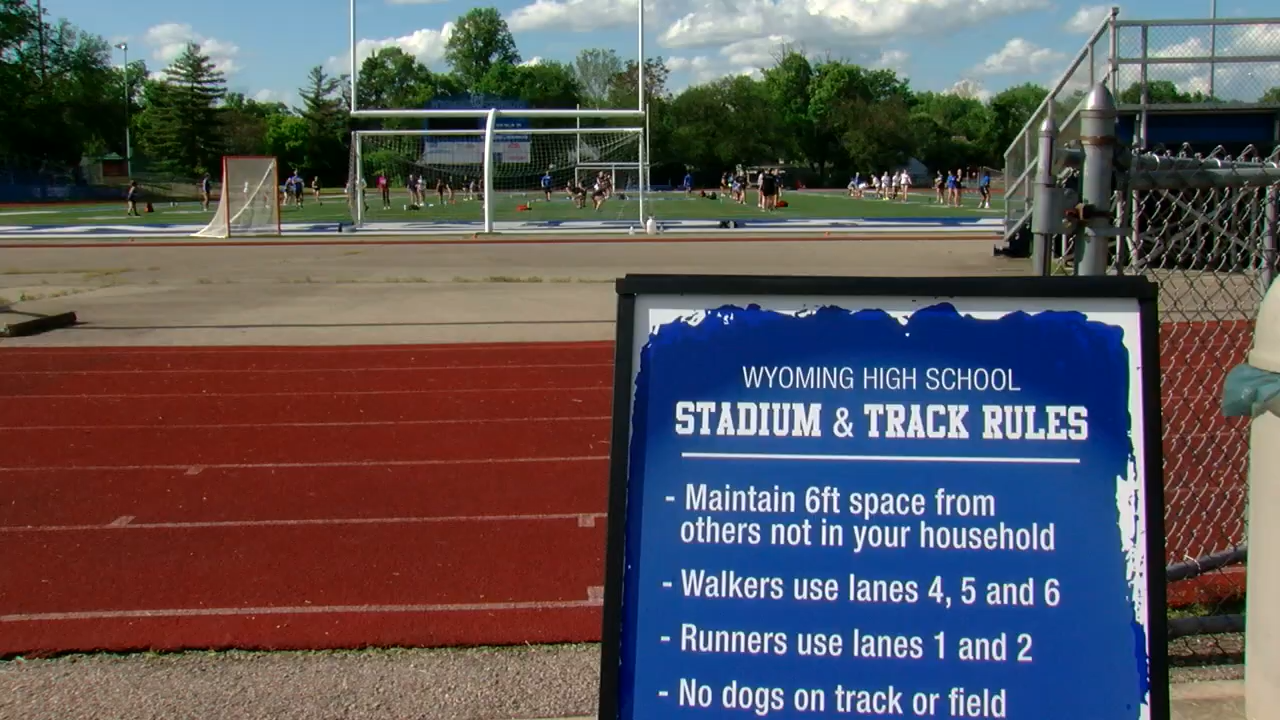 WYOMING HIGH SCHOOL
STADIUM & TRACK RULES
- Maintain 6ft space from
others not in your household
- Walkers use lanes 4, 5 and 6
- Runners use lanes 1 and 2
- No dogs on track or field